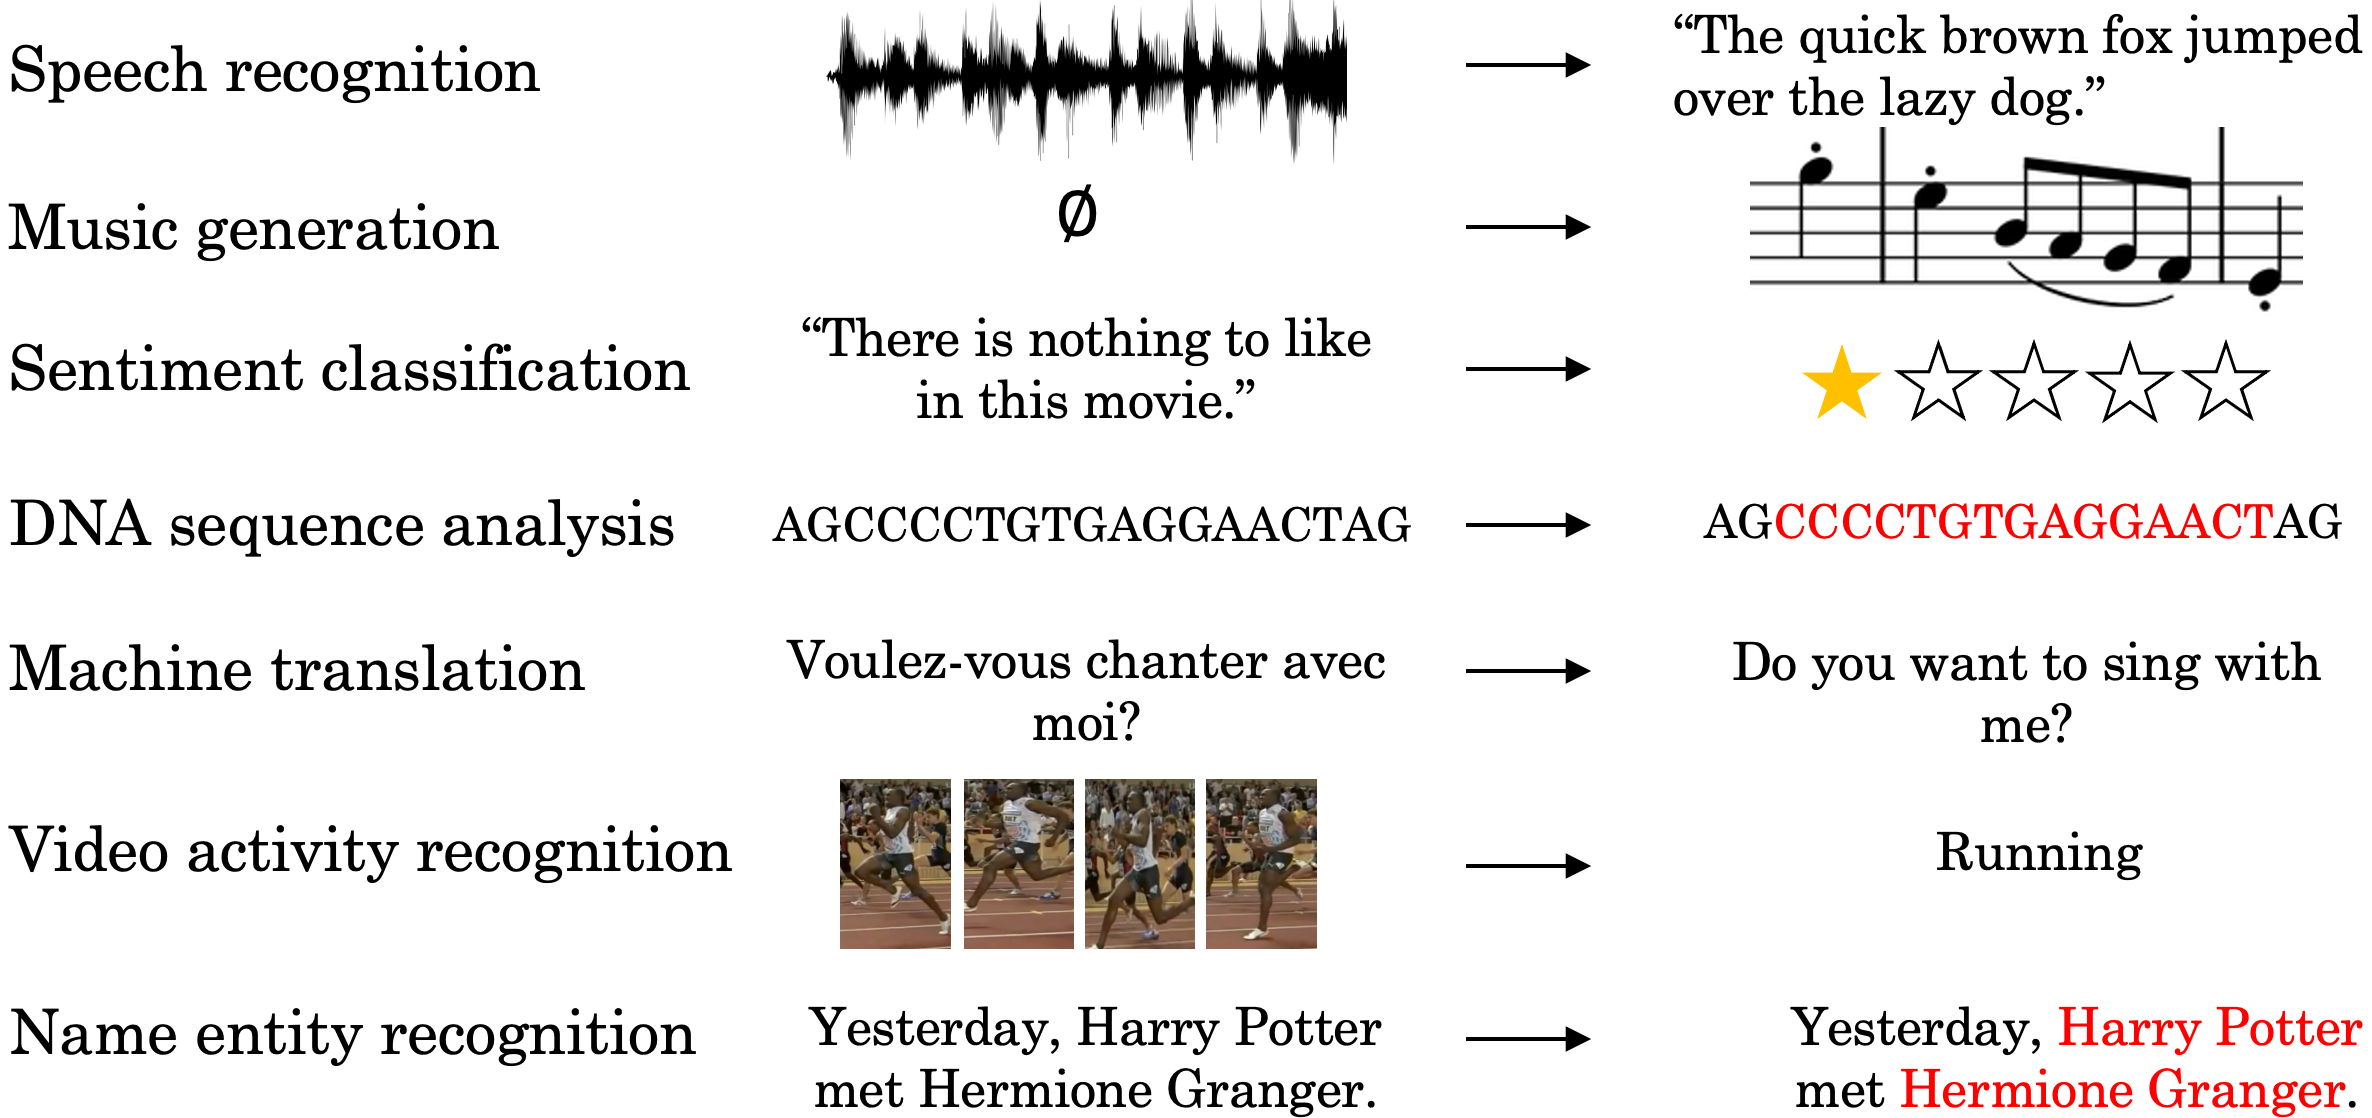 Speech recognition
“The quick brown fox jumped
over the lazy dog.”
Music generation
∅
Sentiment classification
“There is nothing to like
in this movie.”
DNA sequence analysis
AGCCCCTGTGAGGAACTAG
AGCCCCTGTGAGGAACTAG
Machine translation
Voulez-vous chanter avec
moi?
Do you want to sing with
me?
Video activity recognition
Running
Name entity recognition
Yesterday, Harry Potter
met Hermione Granger.
Yesterday, Harry Potter
met Hermione Granger.